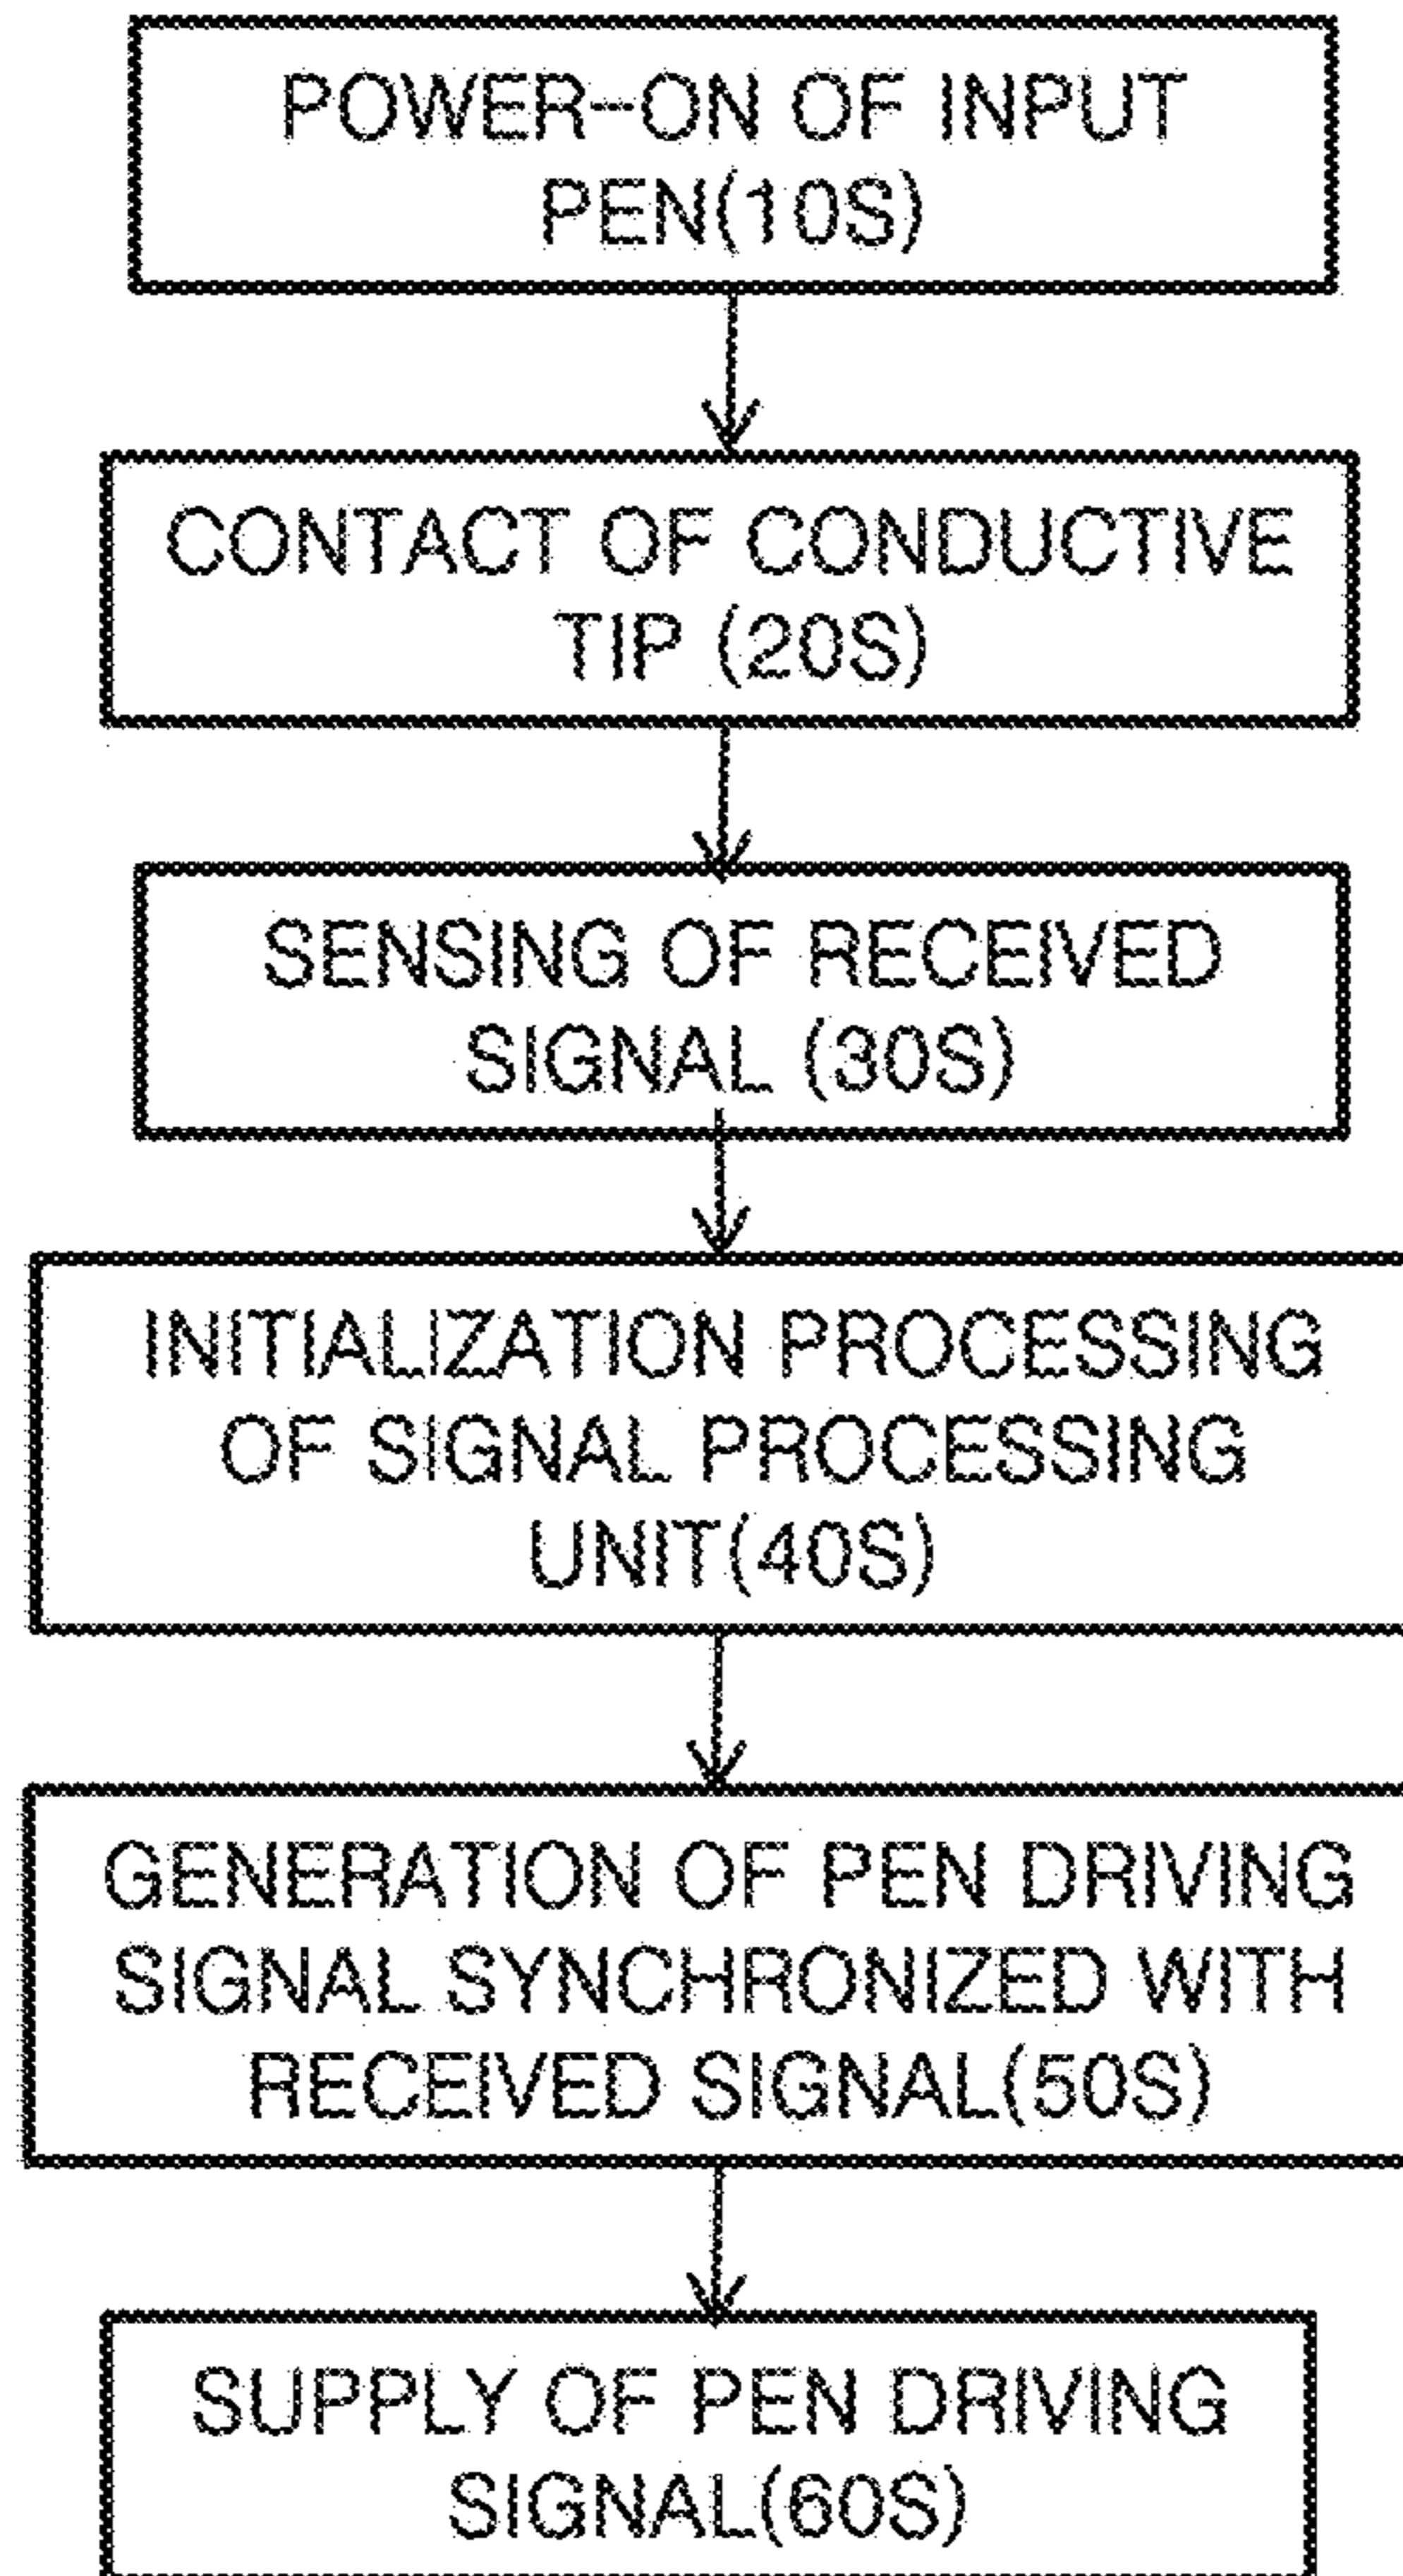 POWER-ON OF INPUT
PEN(10S)
CONTACT OF CONDUCTIVE
TIP (20S)
SENSING OF RECEIVED
SIGNAL (30S)
INITIALIZATION PROCESSING
OF SIGNAL PROCESSING
UNIT(40S)
GENERATION OF PEN DRIVING
SIGNAL SYNCHRONIZED WITH
RECEIVED SIGNAL(50S)
SUPPLY OF PEN DRIVING
SIGNAL(60S)